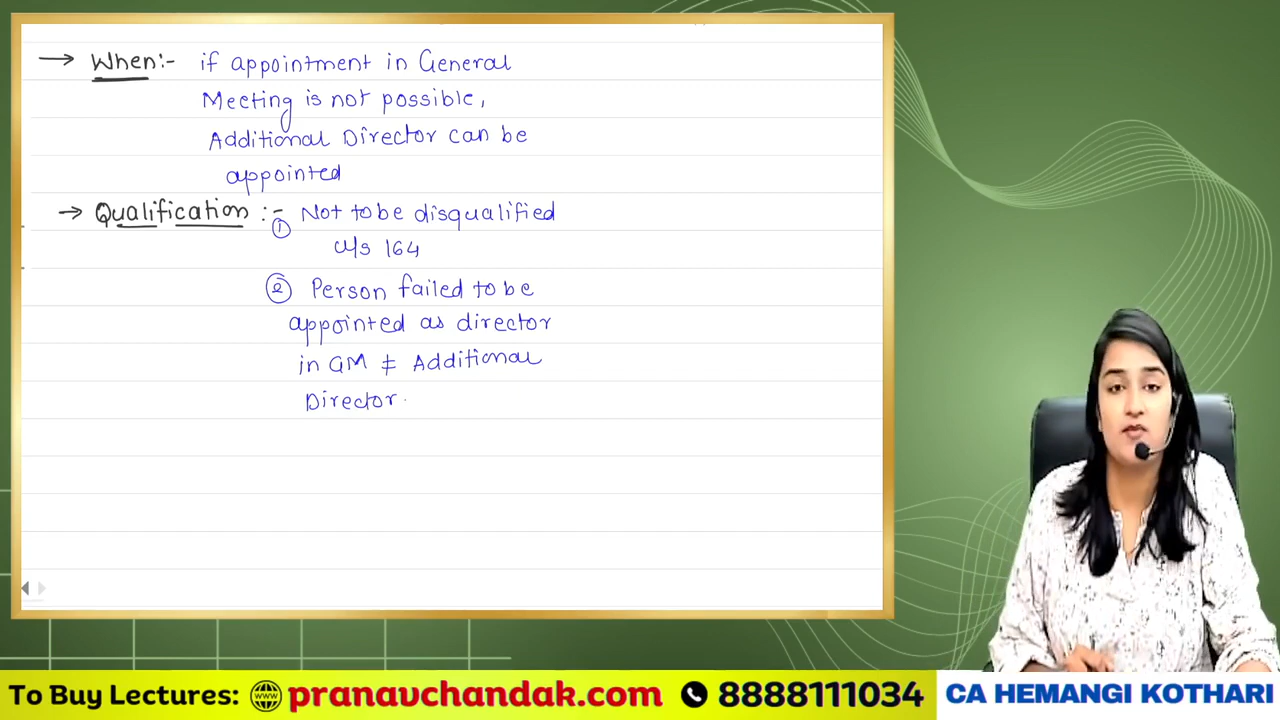 → When:- if appointment in General
Meeting is not possible,
Additional Director can be
appointed
→ Qualification :- ① Not to be disqualified
u/s 164
② Person failed to be
appointed as director
in GM ≠ Additional
Director.
To Buy Lectures: pranavchandak.com 8888111034 CA HEMANGI KOTHARI